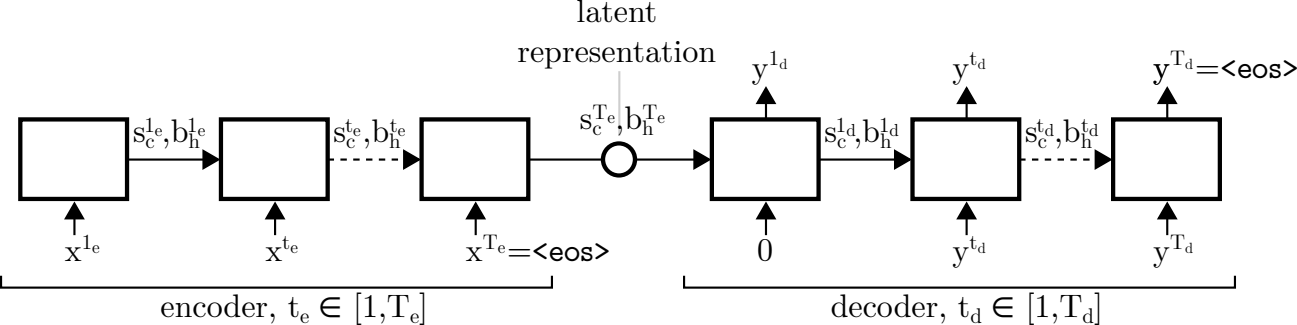 latent
representation
y^{1_d} y^{t_d} y^{T_d}=<eos>
s_c^{1_e},b_h^{1_e} s_c^{t_e},b_h^{t_e} s_c^{T_e},b_h^{T_e} s_c^{1_d},b_h^{1_d} s_c^{t_d},b_h^{t_d}
x^{1_e} x^{t_e} x^{T_e}=<eos> 0 y^{t_d} y^{T_d}
encoder, t_e ∈ [1,T_e] decoder, t_d ∈ [1,T_d]